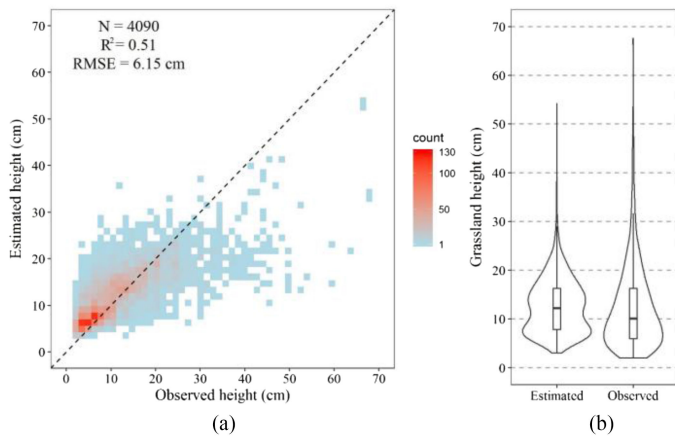 N = 4090
R²= 0.51
RMSE = 6.15 cm
Estimated height (cm)
70
60
50
40
30
20
10
0
0 10 20 30 40 50 60 70
Observed height (cm)
count
130
100
50
1
(a)
Grassland height (cm)
70
60
50
40
30
20
10
0
Estimated Observed
(b)